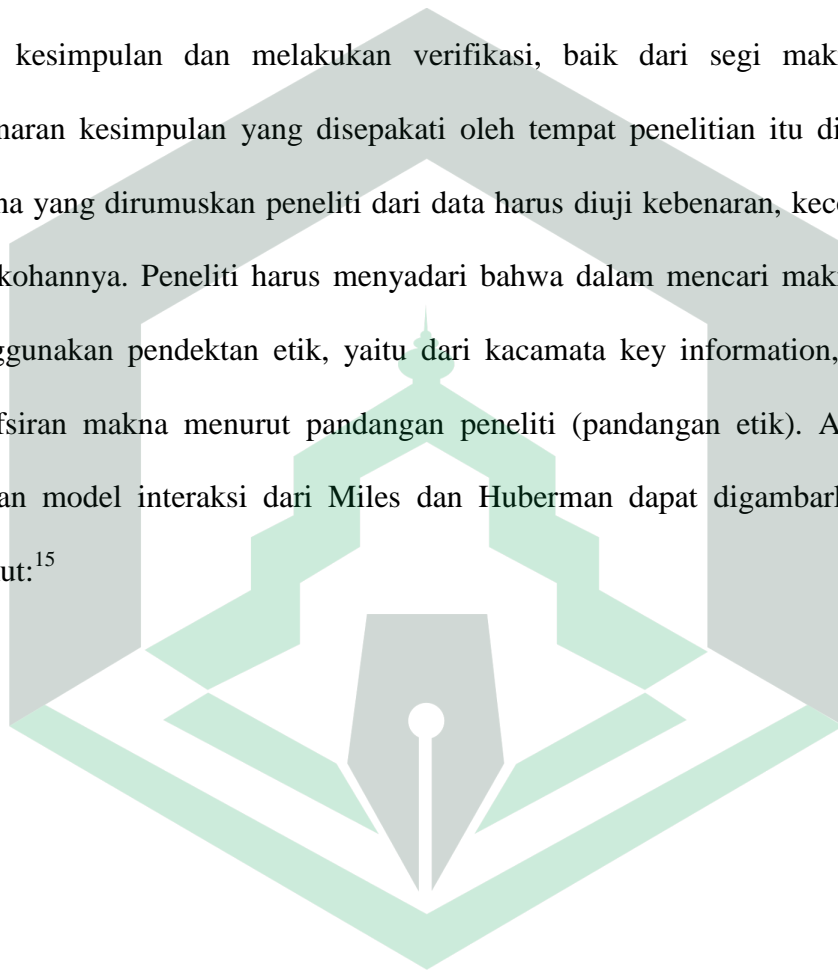 kesimpulan dan melakukan verifikasi, baik dari segi mak
naran kesimpulan yang disepakati oleh tempat penelitian itu di
na yang dirumuskan peneliti dari data harus diuji kebenaran, kec
kohannya. Peneliti harus menyadari bahwa dalam mencari mak
ggunakan pendektan etik, yaitu dari kacamata key information,
fsiran makna menurut pandangan peneliti (pandangan etik). A
an model interaksi dari Miles dan Huberman dapat digambar
ut:15